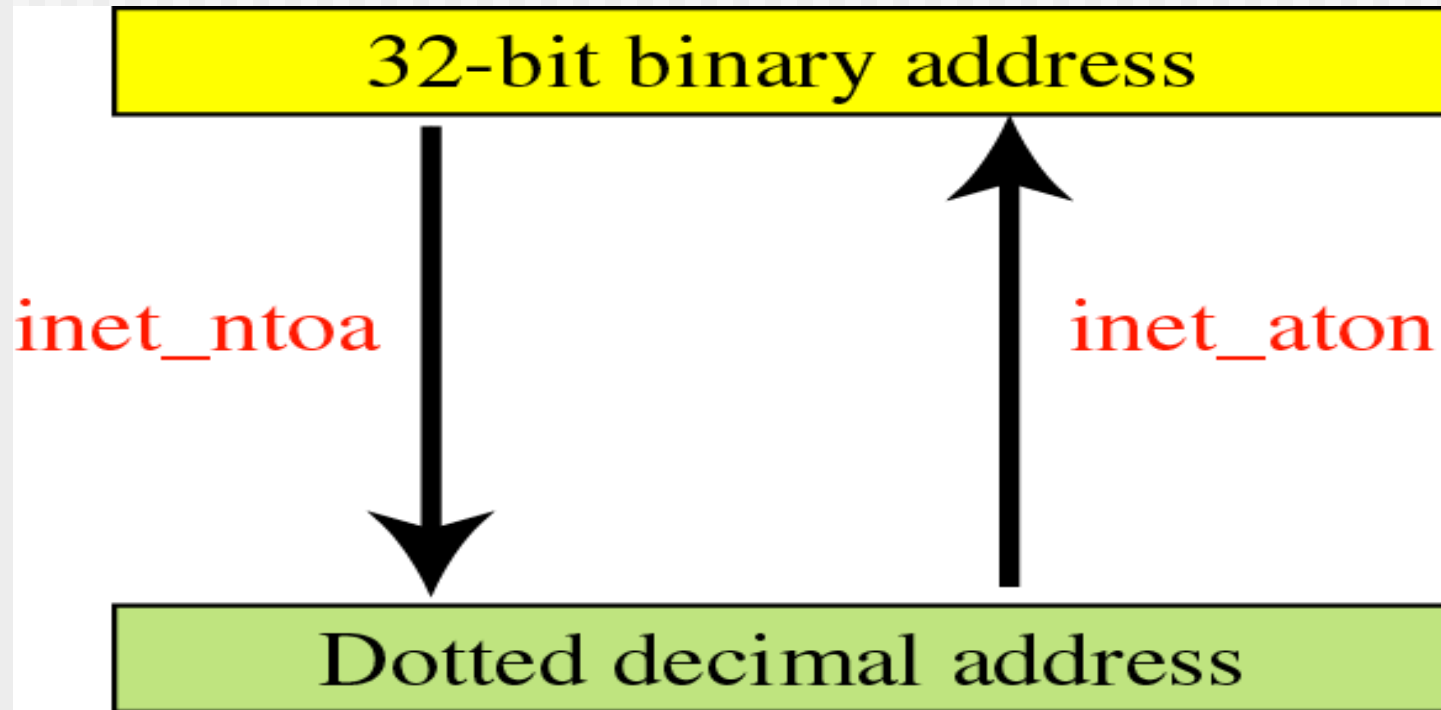 32-bit binary address
inet_ntoa
inet_aton
Dotted decimal address